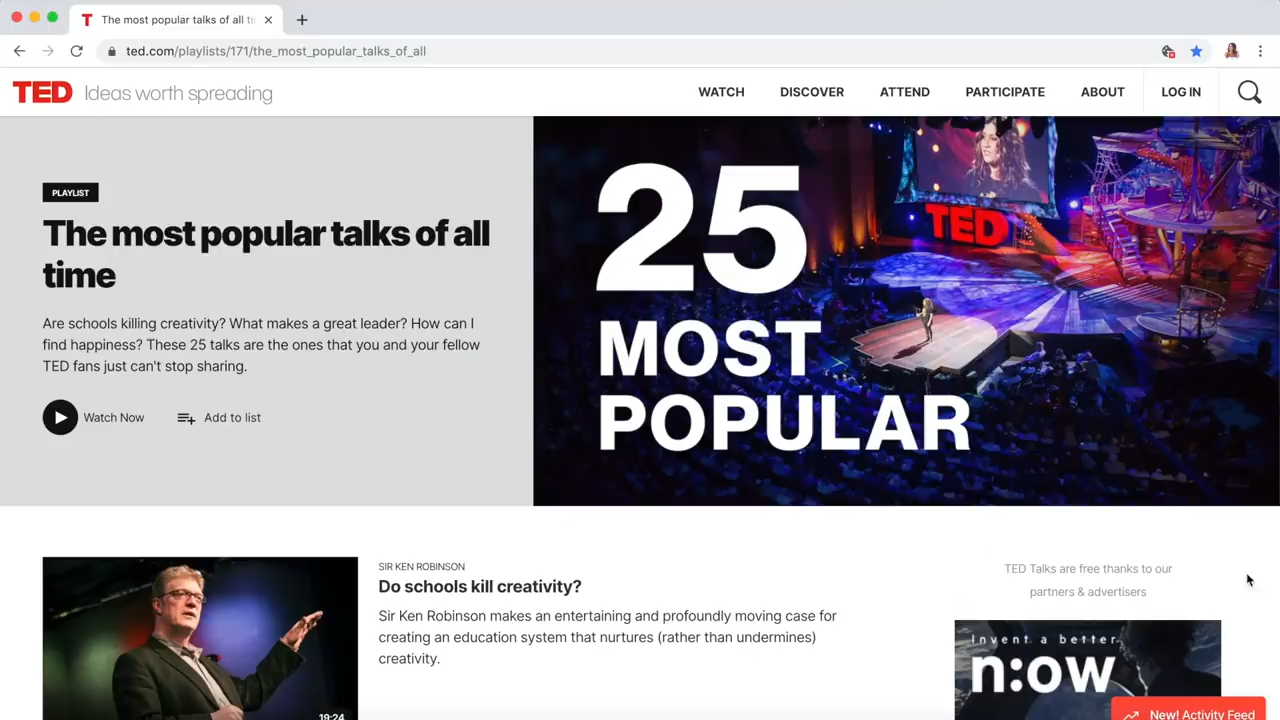 The most popular talks of all ti
ted.com/playlists/171/the_most_popular_talks_of_all
TED Ideas worth spreading
WATCH DISCOVER ATTEND PARTICIPATE ABOUT LOG IN
PLAYLIST
The most popular talks of all
time
Are schools killing creativity? What makes a great leader? How can I
find happiness? These 25 talks are the ones that you and your fellow
TED fans just can't stop sharing.
Watch Now Add to list
TED
25
MOST
POPULAR
SIR KEN ROBINSON
Do schools kill creativity?
Sir Ken Robinson makes an entertaining and profoundly moving case for
creating an education system that nurtures (rather than undermines)
creativity.
19:24
TED Talks are free thanks to our
partners & advertisers
Invent a better
n:ow
New! Activity Feed